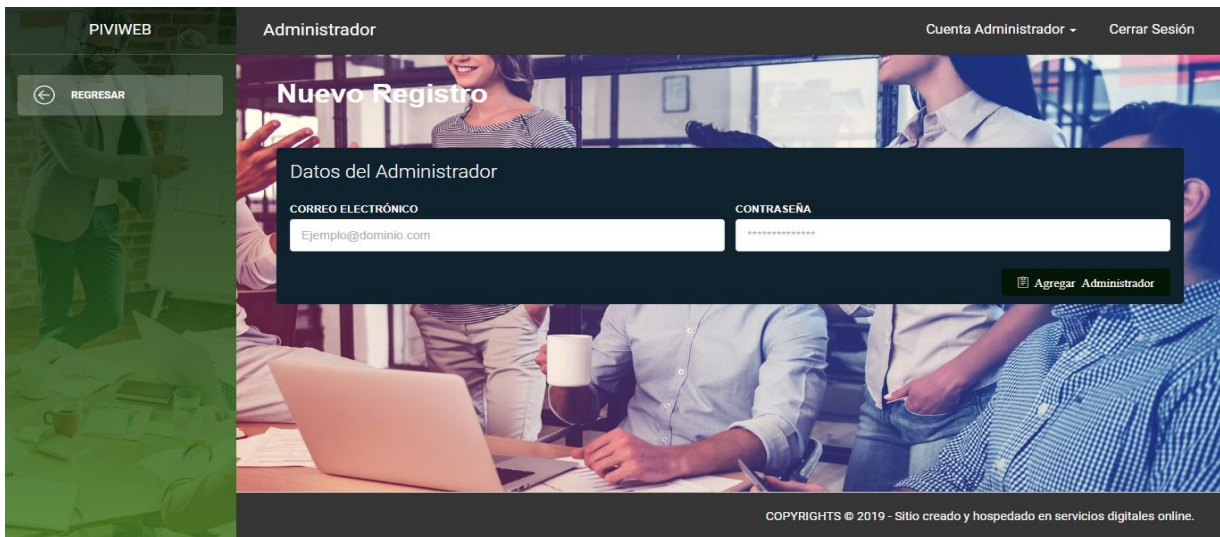 PIVIWEB
Administrador
Cuenta Administrador
Cerrar Sesión
REGRESAR
Nuevo Registro
Datos del Administrador
CORREO ELECTRÓNICO
CONTRASEÑA
Ejemplo@dominio.com
**************
Agregar Administrador
COPYRIGHTS © 2019 - Sitio creado y hospedado en servicios digitales online.